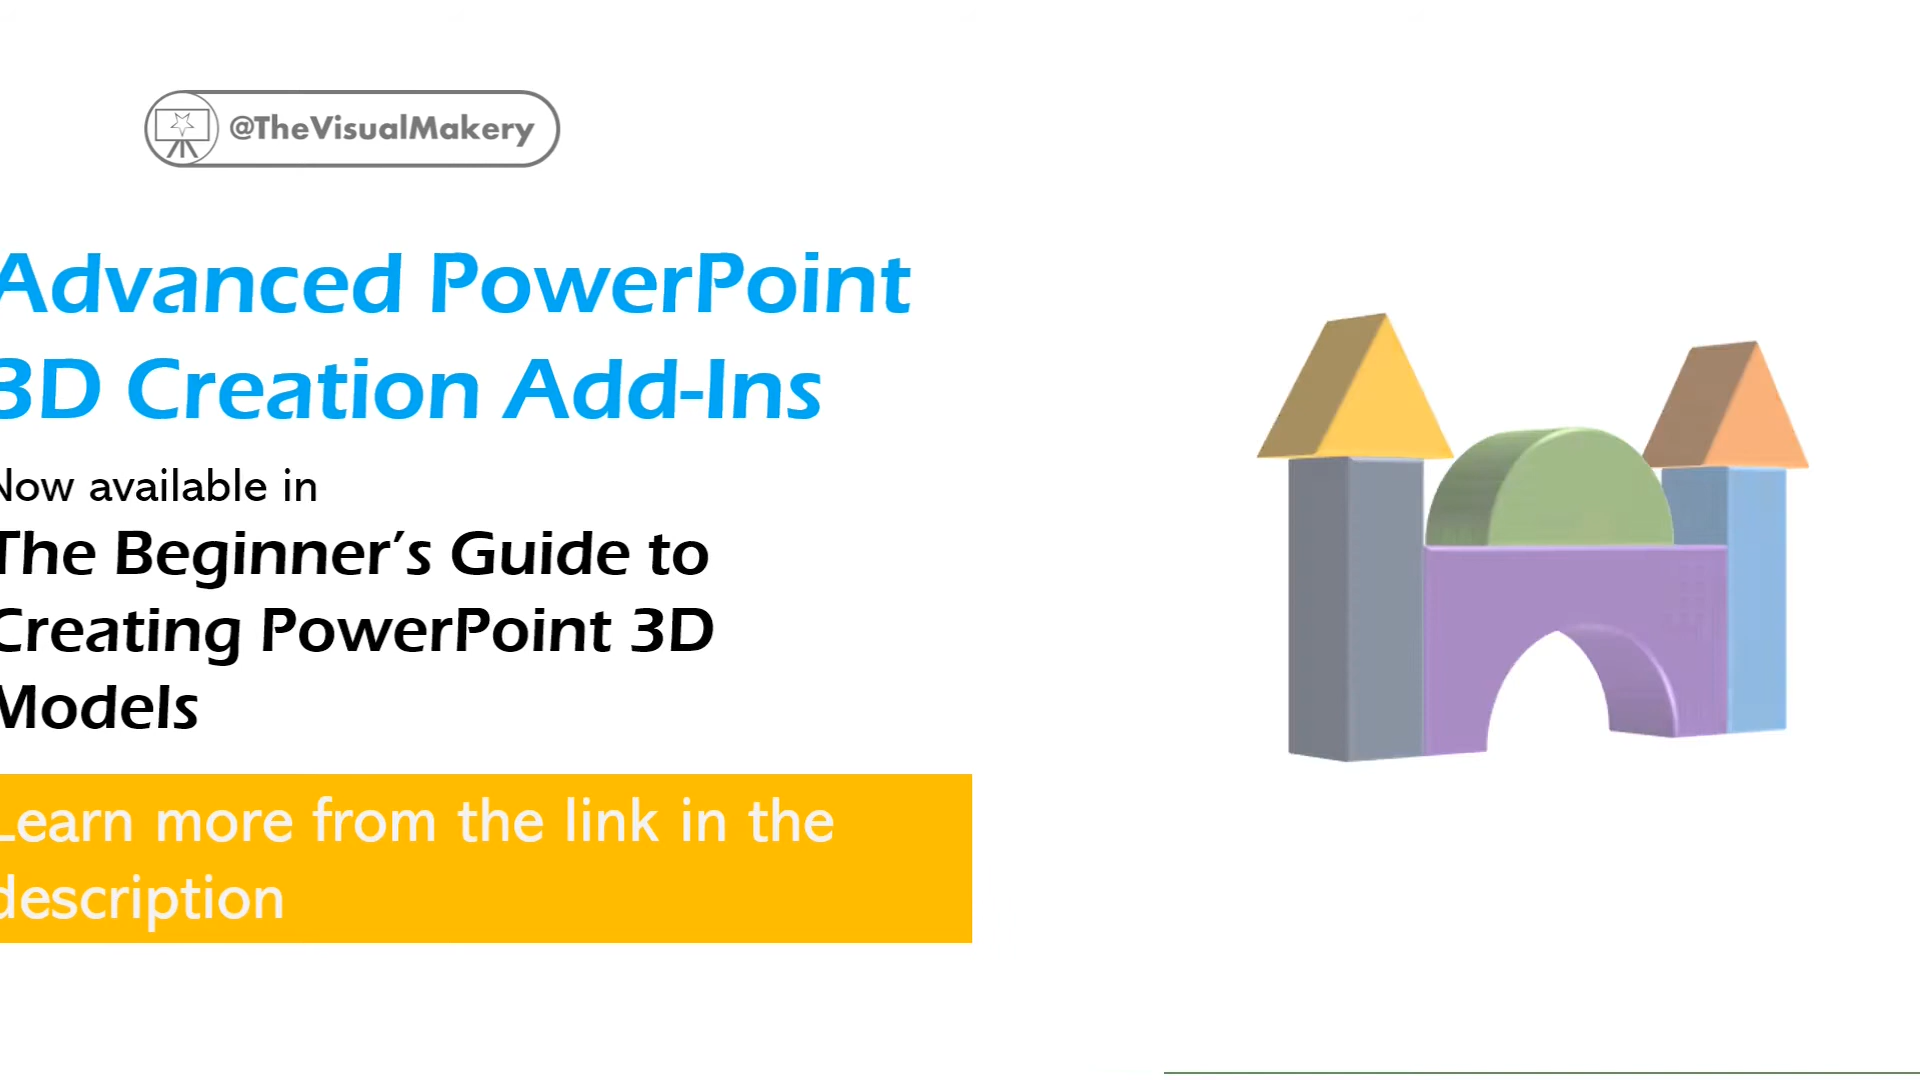 @TheVisualMakery
Advanced PowerPoint
3D Creation Add-Ins
Now available in
The Beginner’s Guide to
Creating PowerPoint 3D
Models
Learn more from the link in the
description